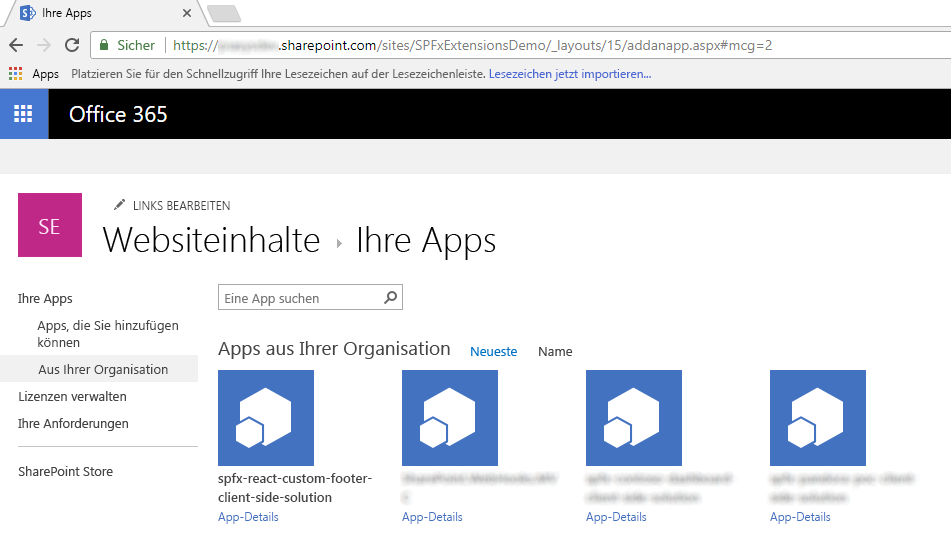 Ihre Apps
Sicher https:// .sharepoint.com/sites/SPFxExtensionsDemo/_layouts/15/addanapp.aspx#mcg=2
Apps Platzieren Sie für den Schnellzugriff Ihre Lesezeichen auf der Lesezeichenleiste. Lesezeichen jetzt importieren...
Office 365
SE
LINKS BEARBEITEN
Websiteinhalte ▸ Ihre Apps
Ihre Apps
Apps, die Sie hinzufügen
können
Aus Ihrer Organisation
Lizenzen verwalten
Ihre Anforderungen
SharePoint Store
Eine App suchen
Apps aus Ihrer Organisation Neueste Name
spfx-react-custom-footer-
client-side-solution
App-Details
App-Details
App-Details
App-Details